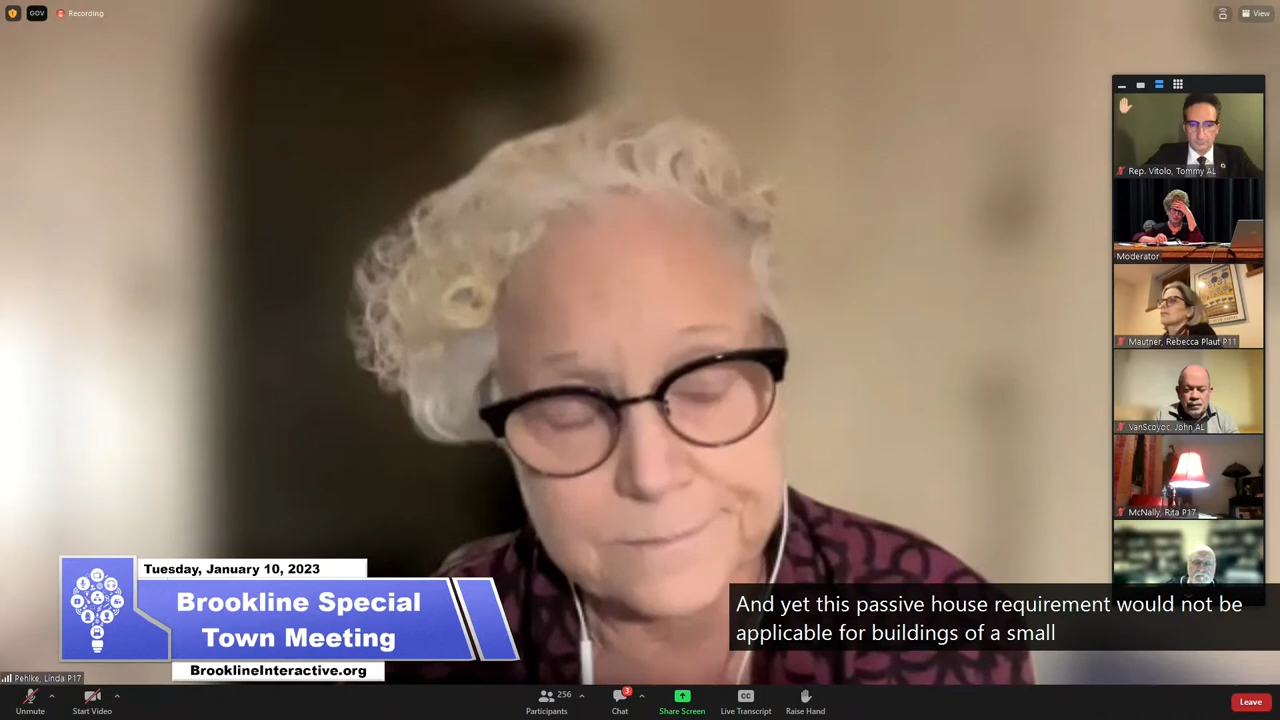 GOV
Recording
View
Rep. Vitolo, Tommy AL
Moderator
Mautner, Rebecca Plaut P11
VanScoyoc, John AL
McNally, Rita P17
Tuesday, January 10, 2023
Brookline Special
Town Meeting
BrooklineInteractive.org
And yet this passive house requirement would not be
applicable for buildings of a small
Pehlke, Linda P17
Unmute
Start Video
256
Participants
3
Chat
Share Screen
CC
Live Transcript
Raise Hand
Leave